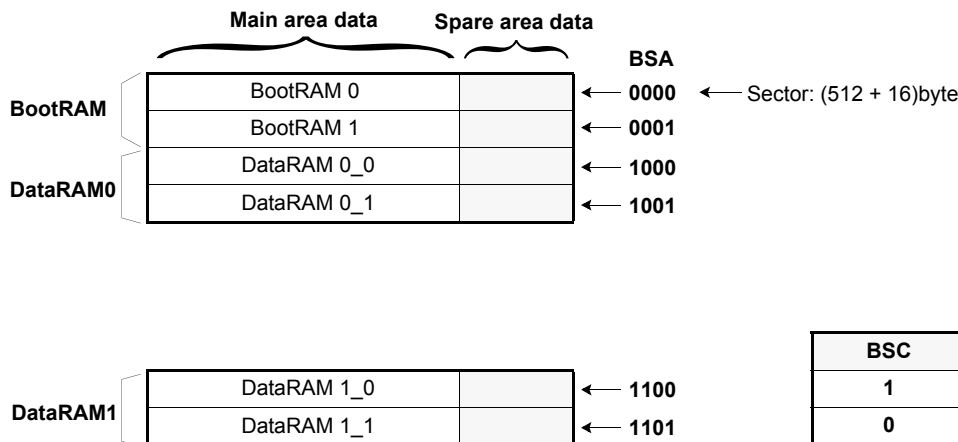 Main area data Spare area data
BSA
BootRAM
BootRAM 0 0000 Sector: (512 + 16)byte
BootRAM 1 0001
DataRAM0
DataRAM 0_0 1000
DataRAM 0_1 1001
BSC
DataRAM1
DataRAM 1_0 1100 1
DataRAM 1_1 1101 0